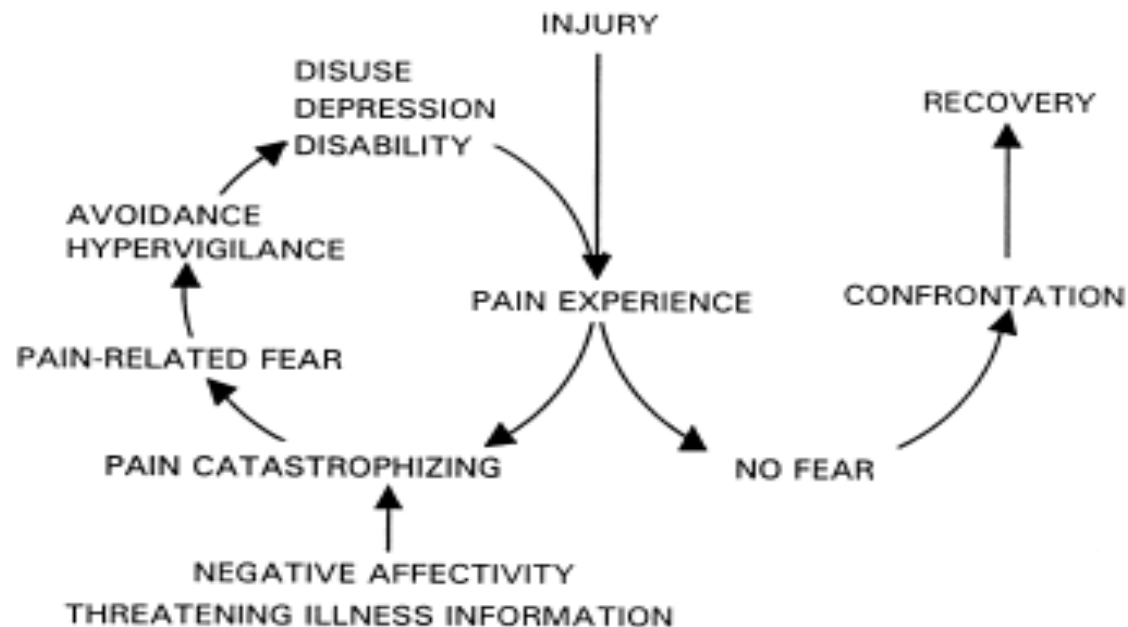 INJURY
DISUSE
DEPRESSION
DISABILITY
RECOVERY
AVOIDANCE
HYPERVIGILANCE
PAIN EXPERIENCE
CONFRONTATION
PAIN-RELATED FEAR
PAIN CATASTROPHIZING
NO FEAR
NEGATIVE AFFECTIVITY
THREATENING ILLNESS INFORMATION